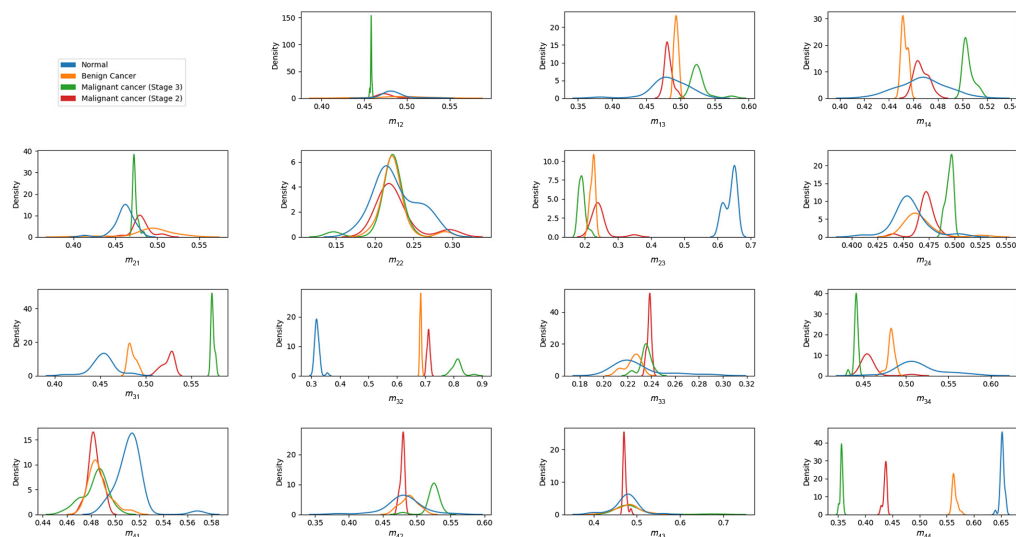 Normal
Benign Cancer
Malignant cancer (Stage 3)
Malignant cancer (Stage 2)
Density
150
100
50
0
0.40 0.45 0.50 0.55
m12
Density
20
10
0
0.35 0.40 0.45 0.50 0.55 0.60
m13
Density
30
20
10
0
0.40 0.42 0.44 0.46 0.48 0.50 0.52 0.54
m14
Density
40
30
20
10
0
0.40 0.45 0.50 0.55
m21
Density
6
4
2
0
0.15 0.20 0.25 0.30
m22
Density
10.0
7.5
5.0
2.5
0.0
0.2 0.3 0.4 0.5 0.6 0.7
m23
Density
20
15
10
5
0
0.400 0.425 0.450 0.475 0.500 0.525 0.550
m24
Density
40
20
0
0.40 0.45 0.50 0.55
m31
Density
20
10
0
0.3 0.4 0.5 0.6 0.7 0.8 0.9
m32
Density
40
20
0
0.18 0.20 0.22 0.24 0.26 0.28 0.30 0.32
m33
Density
40
30
20
10
0
0.45 0.50 0.55 0.60
m34
Density
15
10
5
0
0.44 0.46 0.48 0.50 0.52 0.54 0.56 0.58
m41
Density
20
10
0
0.35 0.40 0.45 0.50 0.55 0.60
m42
Density
20
10
0
0.4 0.5 0.6 0.7
m43
Density
40
20
0
0.35 0.40 0.45 0.50 0.55 0.60 0.65
m44